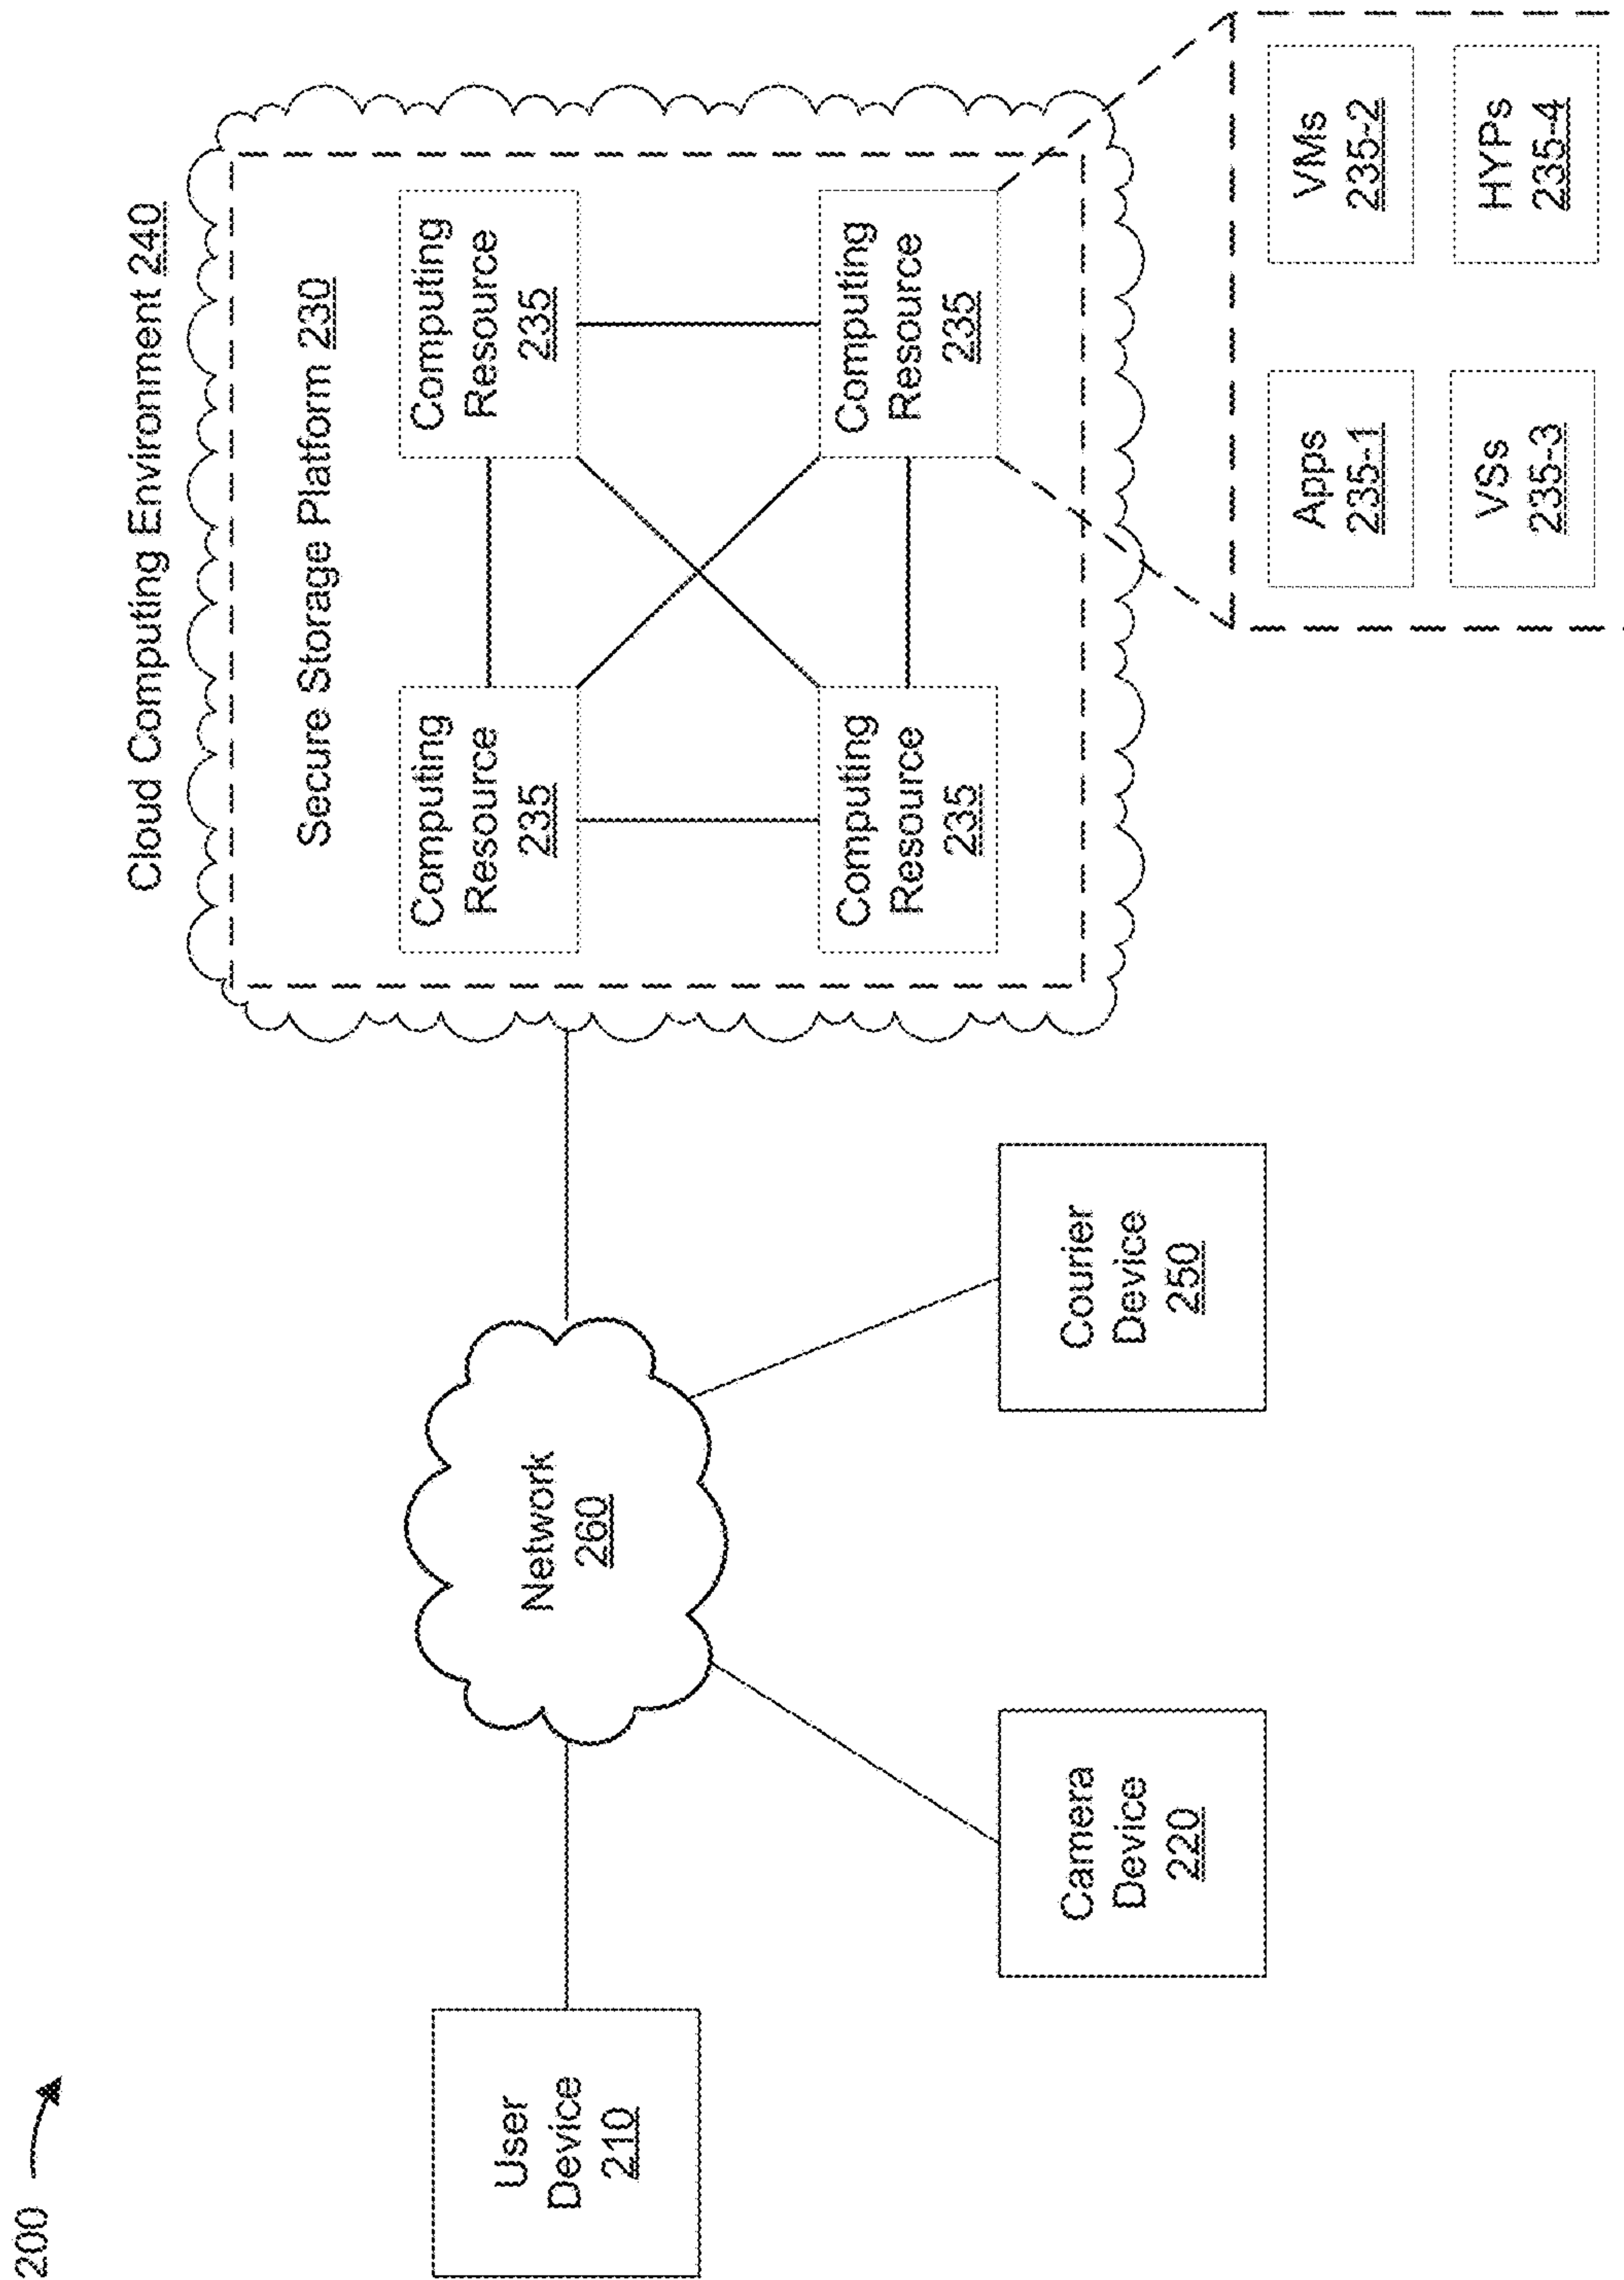 200
Cloud Computing Environment 240
Secure Storage Platform 230
Computing
Resource
235
Computing
Resource
235
Computing
Resource
235
Computing
Resource
235
User
Device
210
Network
260
Camera
Device
220
Courier
Device
250
Apps
235-1
VMs
235-2
VSs
235-3
HYPs
235-4